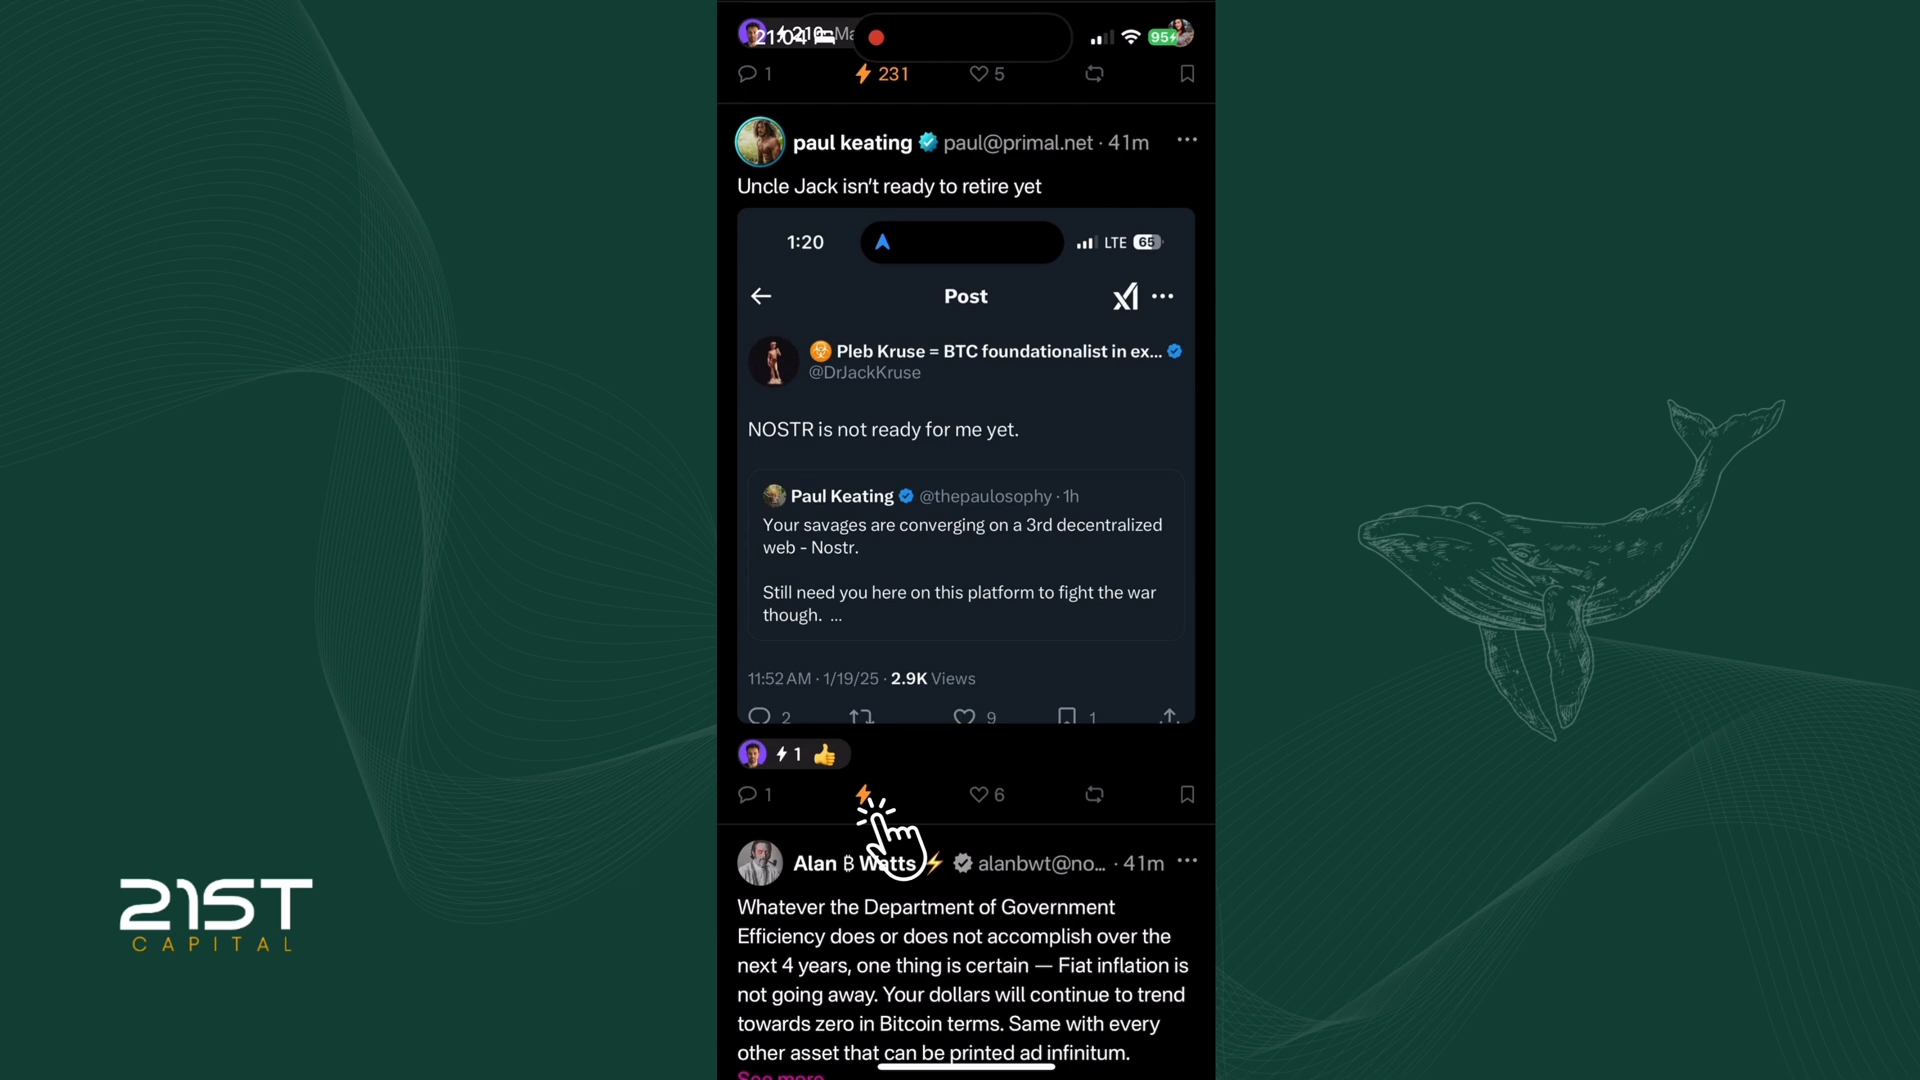 21:04
210
Ma
95
1
231
5
paul keating paul@primal.net · 41m
Uncle Jack isn't ready to retire yet
1:20
LTE 65
Post
Pleb Kruse = BTC foundationalist in ex...
@DrJackKruse
NOSTR is not ready for me yet.
Paul Keating @thepaulosophy · 1h
Your savages are converging on a 3rd decentralized
web - Nostr.
Still need you here on this platform to fight the war
though. ...
11:52 AM · 1/19/25 · 2.9K Views
2 9 1
1
1 6
Alan ₿ Watts alanbwt@no... · 41m
Whatever the Department of Government
Efficiency does or does not accomplish over the
next 4 years, one thing is certain — Fiat inflation is
not going away. Your dollars will continue to trend
towards zero in Bitcoin terms. Same with every
other asset that can be printed ad infinitum.
See more
21ST
CAPITAL